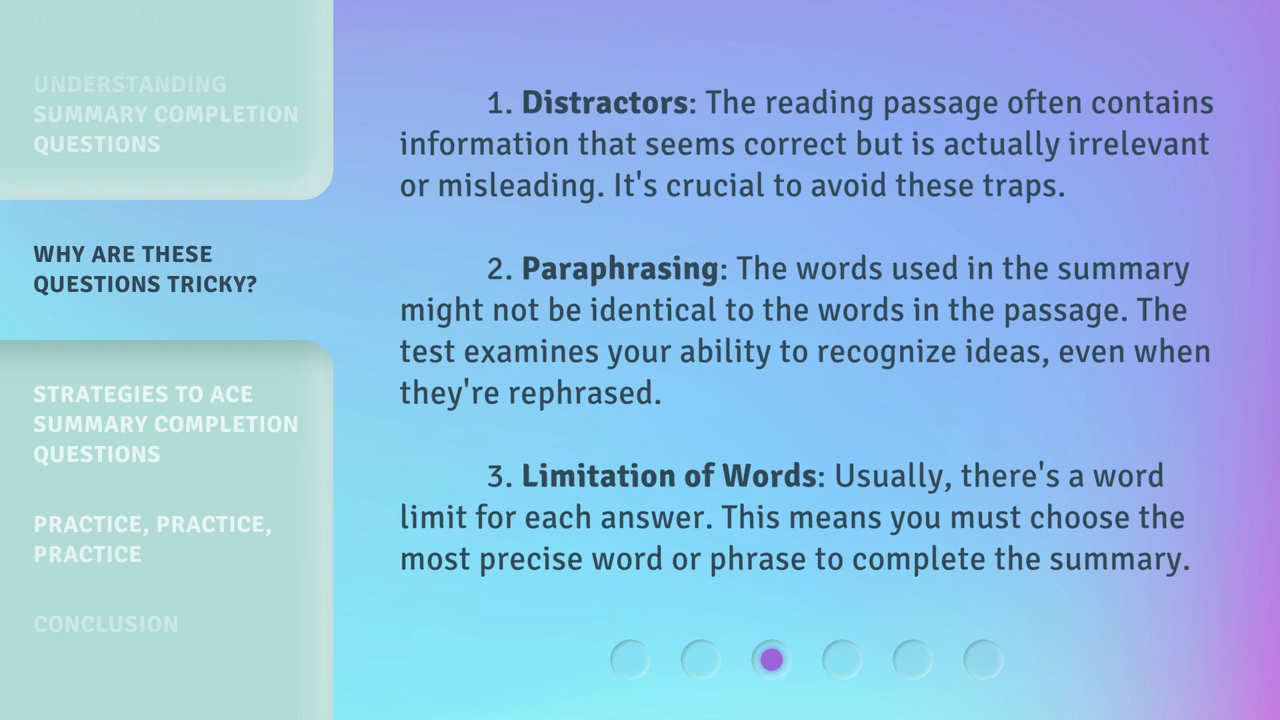 INTRODUCTION
UNDERSTANDING
SUMMARY COMPLETION
QUESTIONS
WHY ARE THESE
QUESTIONS TRICKY?
STRATEGIES TO ACE
SUMMARY COMPLETION
QUESTIONS
PRACTICE, PRACTICE,
PRACTICE
CONCLUSION
1. Distractors: The reading passage often contains
information that seems correct but is actually irrelevant
or misleading. It's crucial to avoid these traps.
2. Paraphrasing: The words used in the summary
might not be identical to the words in the passage. The
test examines your ability to recognize ideas, even when
they're rephrased.
3. Limitation of Words: Usually, there's a word
limit for each answer. This means you must choose the
most precise word or phrase to complete the summary.